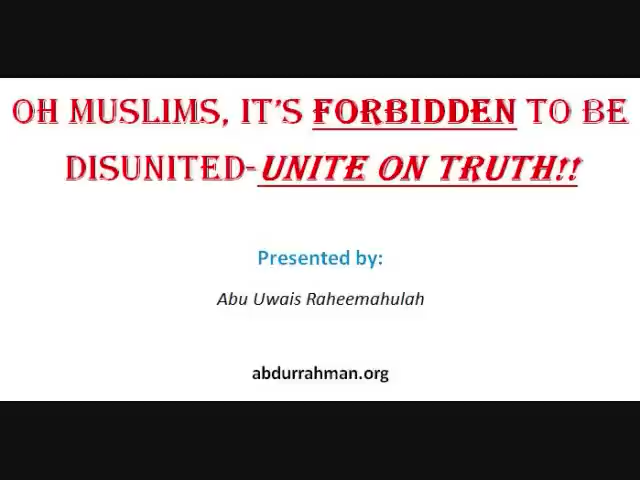 OH MUSLIMS, IT'S FORBIDDEN TO BE
DISUNITED-UNITE ON TRUTH!!
Presented by:
Abu Uwais Raheemahulah
abdurrahman.org